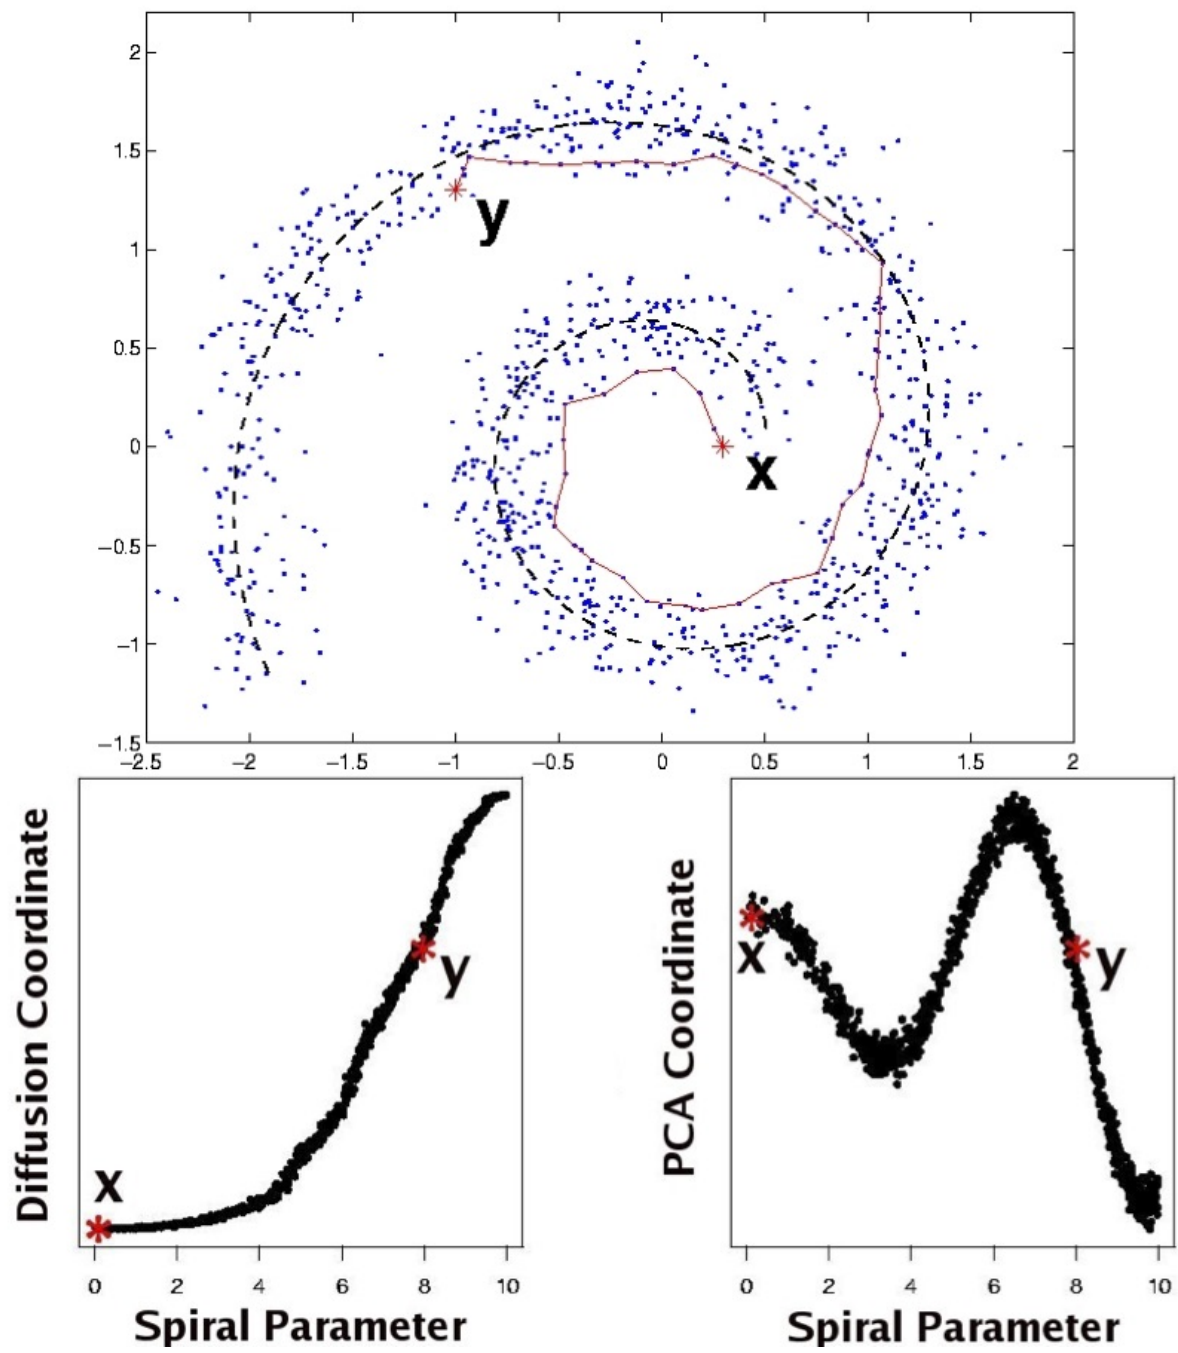 2
1.5
1
0.5
0
−0.5
−1
−1.5
y
x
−2.5 −2 −1.5 −1 −0.5 0 0.5 1 1.5 2
Diffusion Coordinate
x
y
0 2 4 6 8 10
Spiral Parameter
PCA Coordinate
x
y
0 2 4 6 8 10
Spiral Parameter